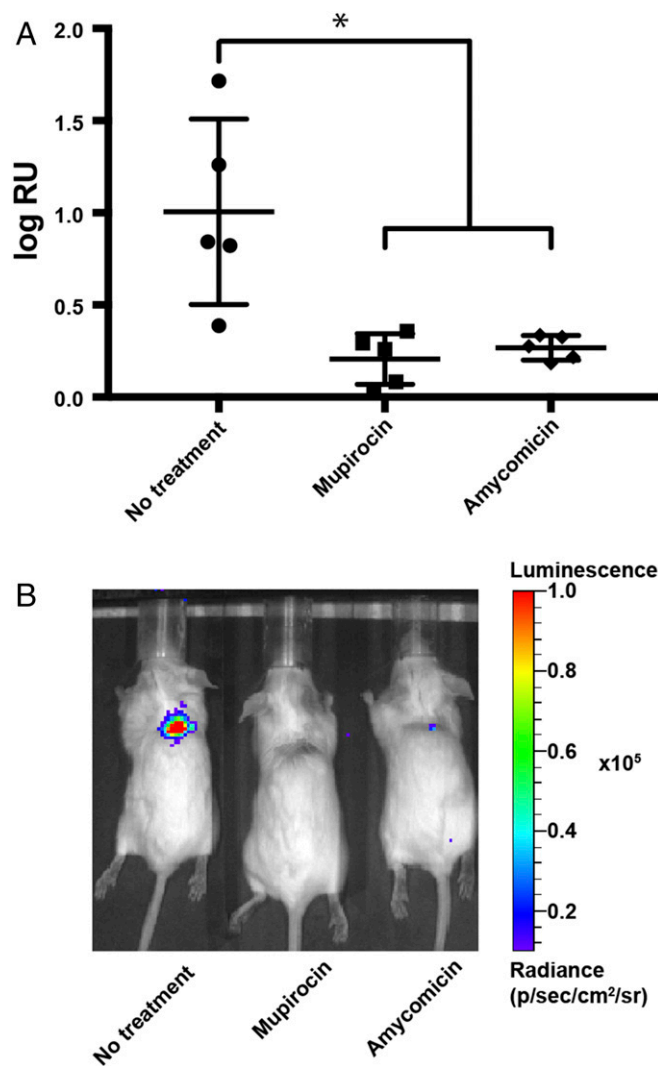 A
*
2.0
1.5
1.0
0.5
0.0
log RU
No treatment
Mupirocin
Amycomicin
B
Luminescence
1.0
0.8
0.6
x10⁵
0.4
0.2
Radiance
(p/sec/cm²/sr)
No treatment
Mupirocin
Amycomicin